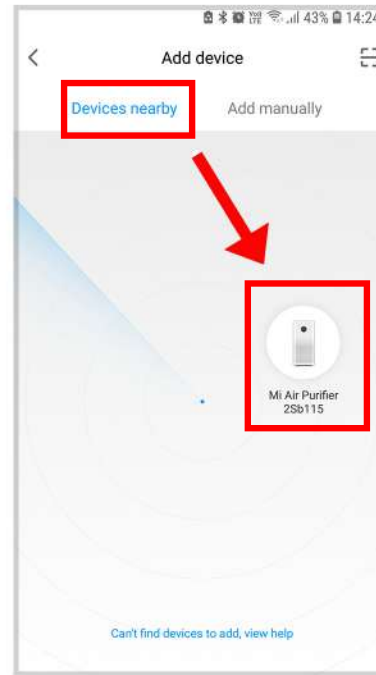 43% 14:24
Add device
Devices nearby Add manually
Mi Air Purifier
2Sb115
Can't find devices to add, view help